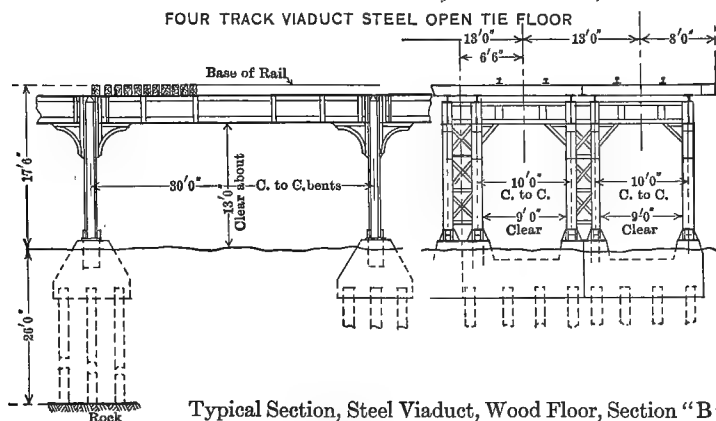 FOUR TRACK VIADUCT STEEL OPEN TIE FLOOR
13'0"
13'0"
8'0"
6'6"
Base of Rail
17'6"
30'0" C. to C. bents
13'0"
Clear about
10'0"
C. to C.
10'0"
C. to C.
9'0"
Clear
9'0"
Clear
26'0"
Rock
Typical Section, Steel Viaduct, Wood Floor, Section "B